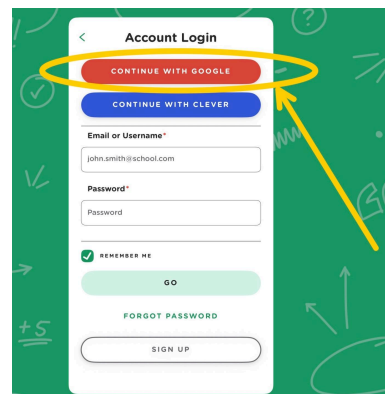 Account Login
CONTINUE WITH GOOGLE
CONTINUE WITH CLEVER
Email or Username*
john.smith@school.com
Password*
Password
REMEMBER ME
GO
FORGOT PASSWORD
SIGN UP
?
+5